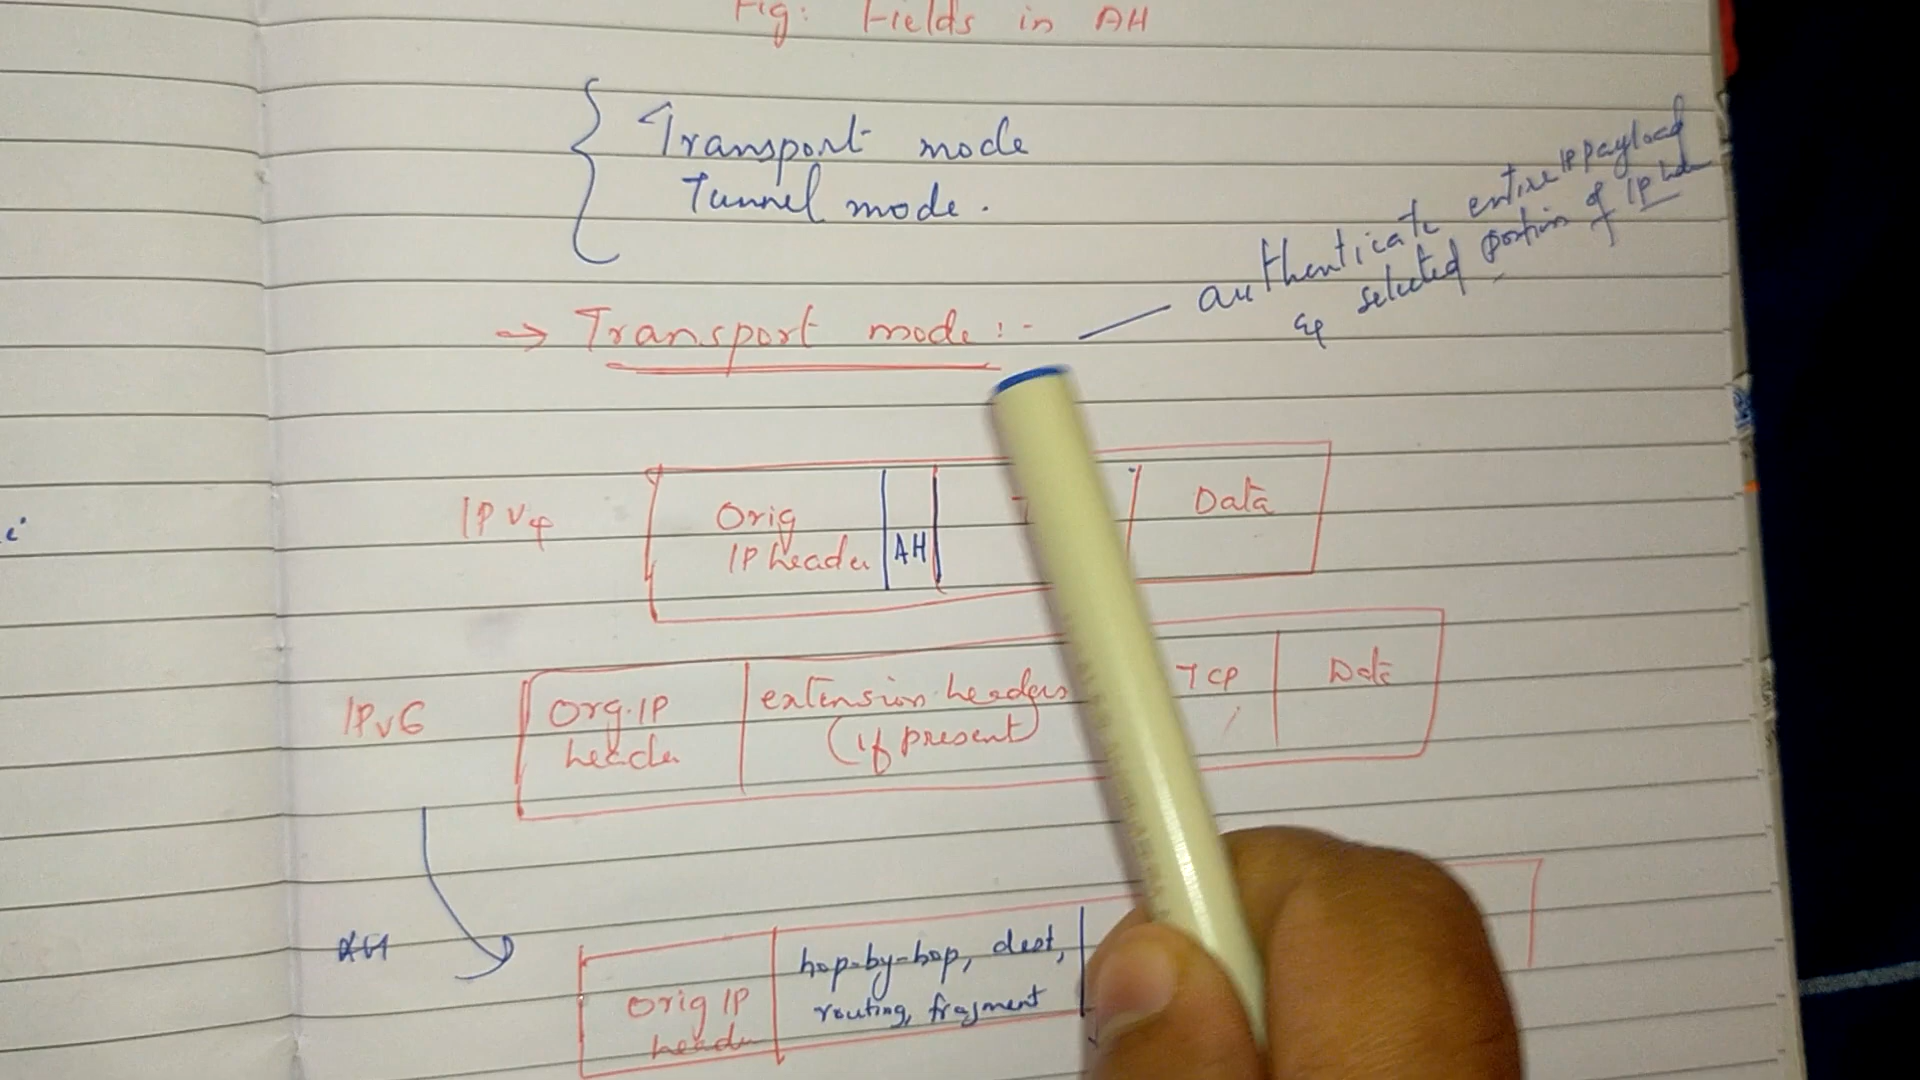 Fig: Fields in AH
Transport mode
Tunnel mode.
→ Transport mode :-
authenticate entire IP payload
& selected portion of IP hdr
IPv4
Orig
IP header
AH
Data
IPv6
Org. IP
header
extension headers
(if present)
TCP
Data
Orig IP
header
hop-by-hop, dest,
routing, fragment